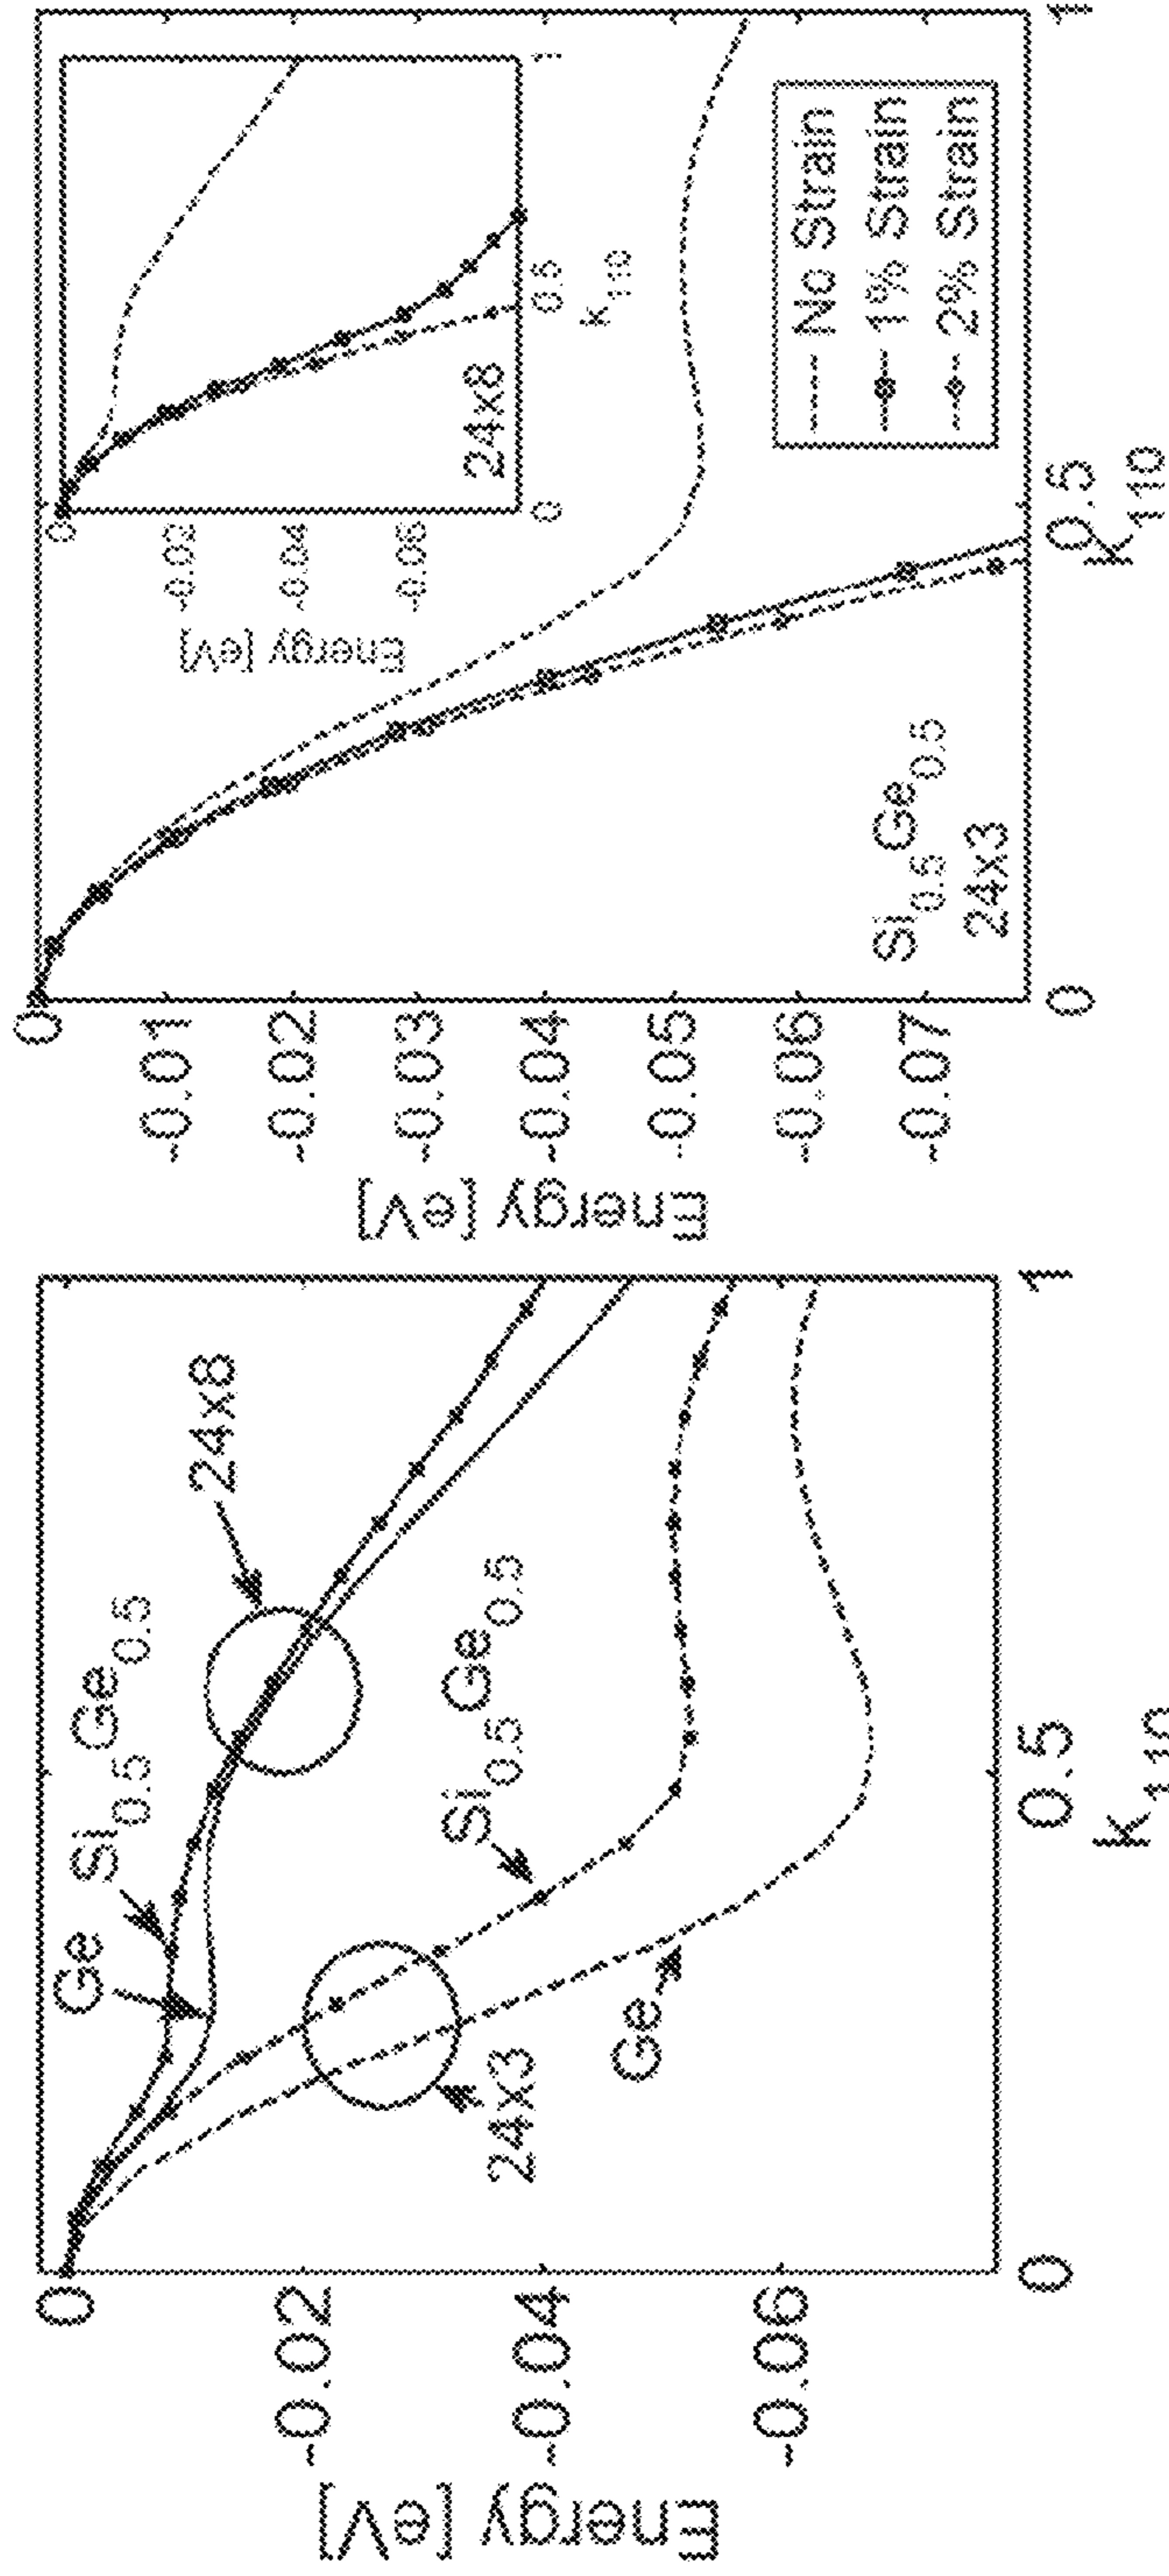 Energy [eV]
0
-0.02
-0.04
-0.06
0
0.5
1
k110
Ge
Si0.5Ge0.5
24x8
Si0.5Ge0.5
24x3
Ge
Energy [eV]
0
-0.01
-0.02
-0.03
-0.04
-0.05
-0.06
-0.07
0
0.5
1
k110
Si0.5Ge0.5
24x3
No Strain
1% Strain
2% Strain
Energy [eV]
0
-0.02
-0.04
-0.06
0
0.5
1
k110
24x8